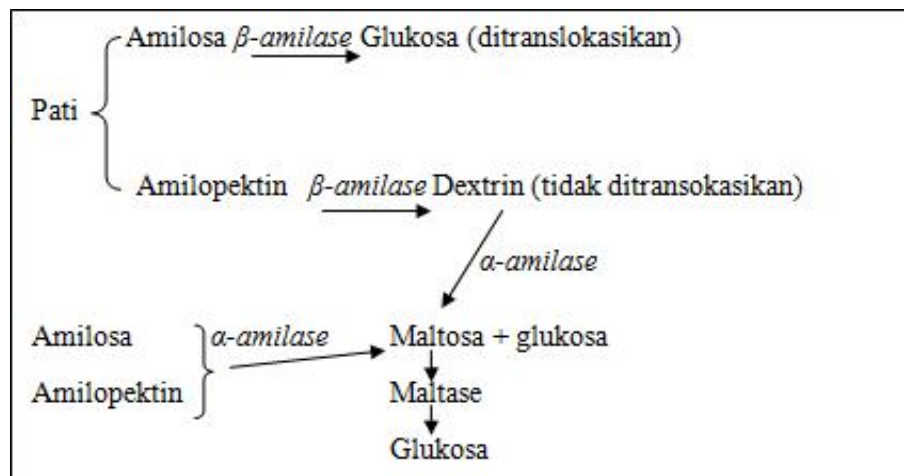 Amilosa β-amilase Glukosa (ditranslokasikan)
Pati
Amilopektin β-amilase Dextrin (tidak ditransokasikan)
α-amilase
Amilosa α-amilase Maltosa + glukosa
Amilopektin Maltase
Glukosa